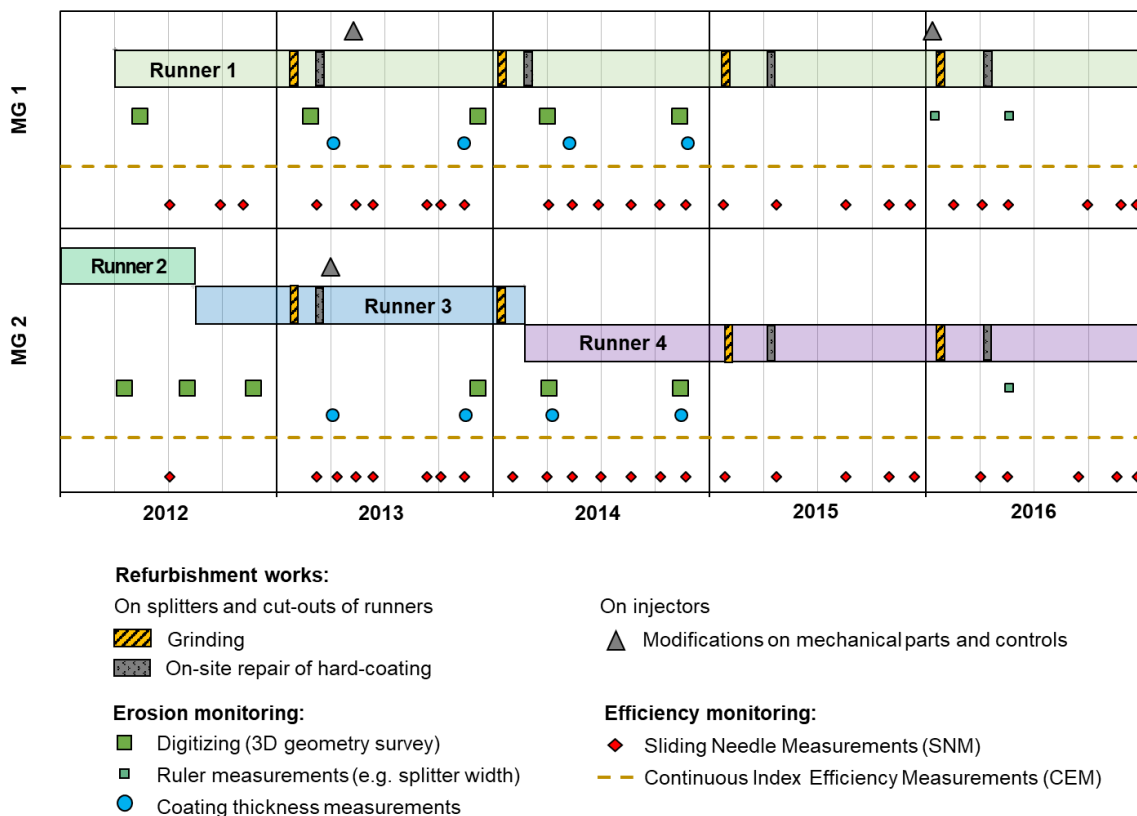 MG 1
Runner 1
MG 2
Runner 2
Runner 3
Runner 4
2012 2013 2014 2015 2016
Refurbishment works:
On splitters and cut-outs of runners
On injectors
Grinding
Modifications on mechanical parts and controls
On-site repair of hard-coating
Erosion monitoring:
Efficiency monitoring:
Digitizing (3D geometry survey)
Sliding Needle Measurements (SNM)
Ruler measurements (e.g. splitter width)
Continuous Index Efficiency Measurements (CEM)
Coating thickness measurements